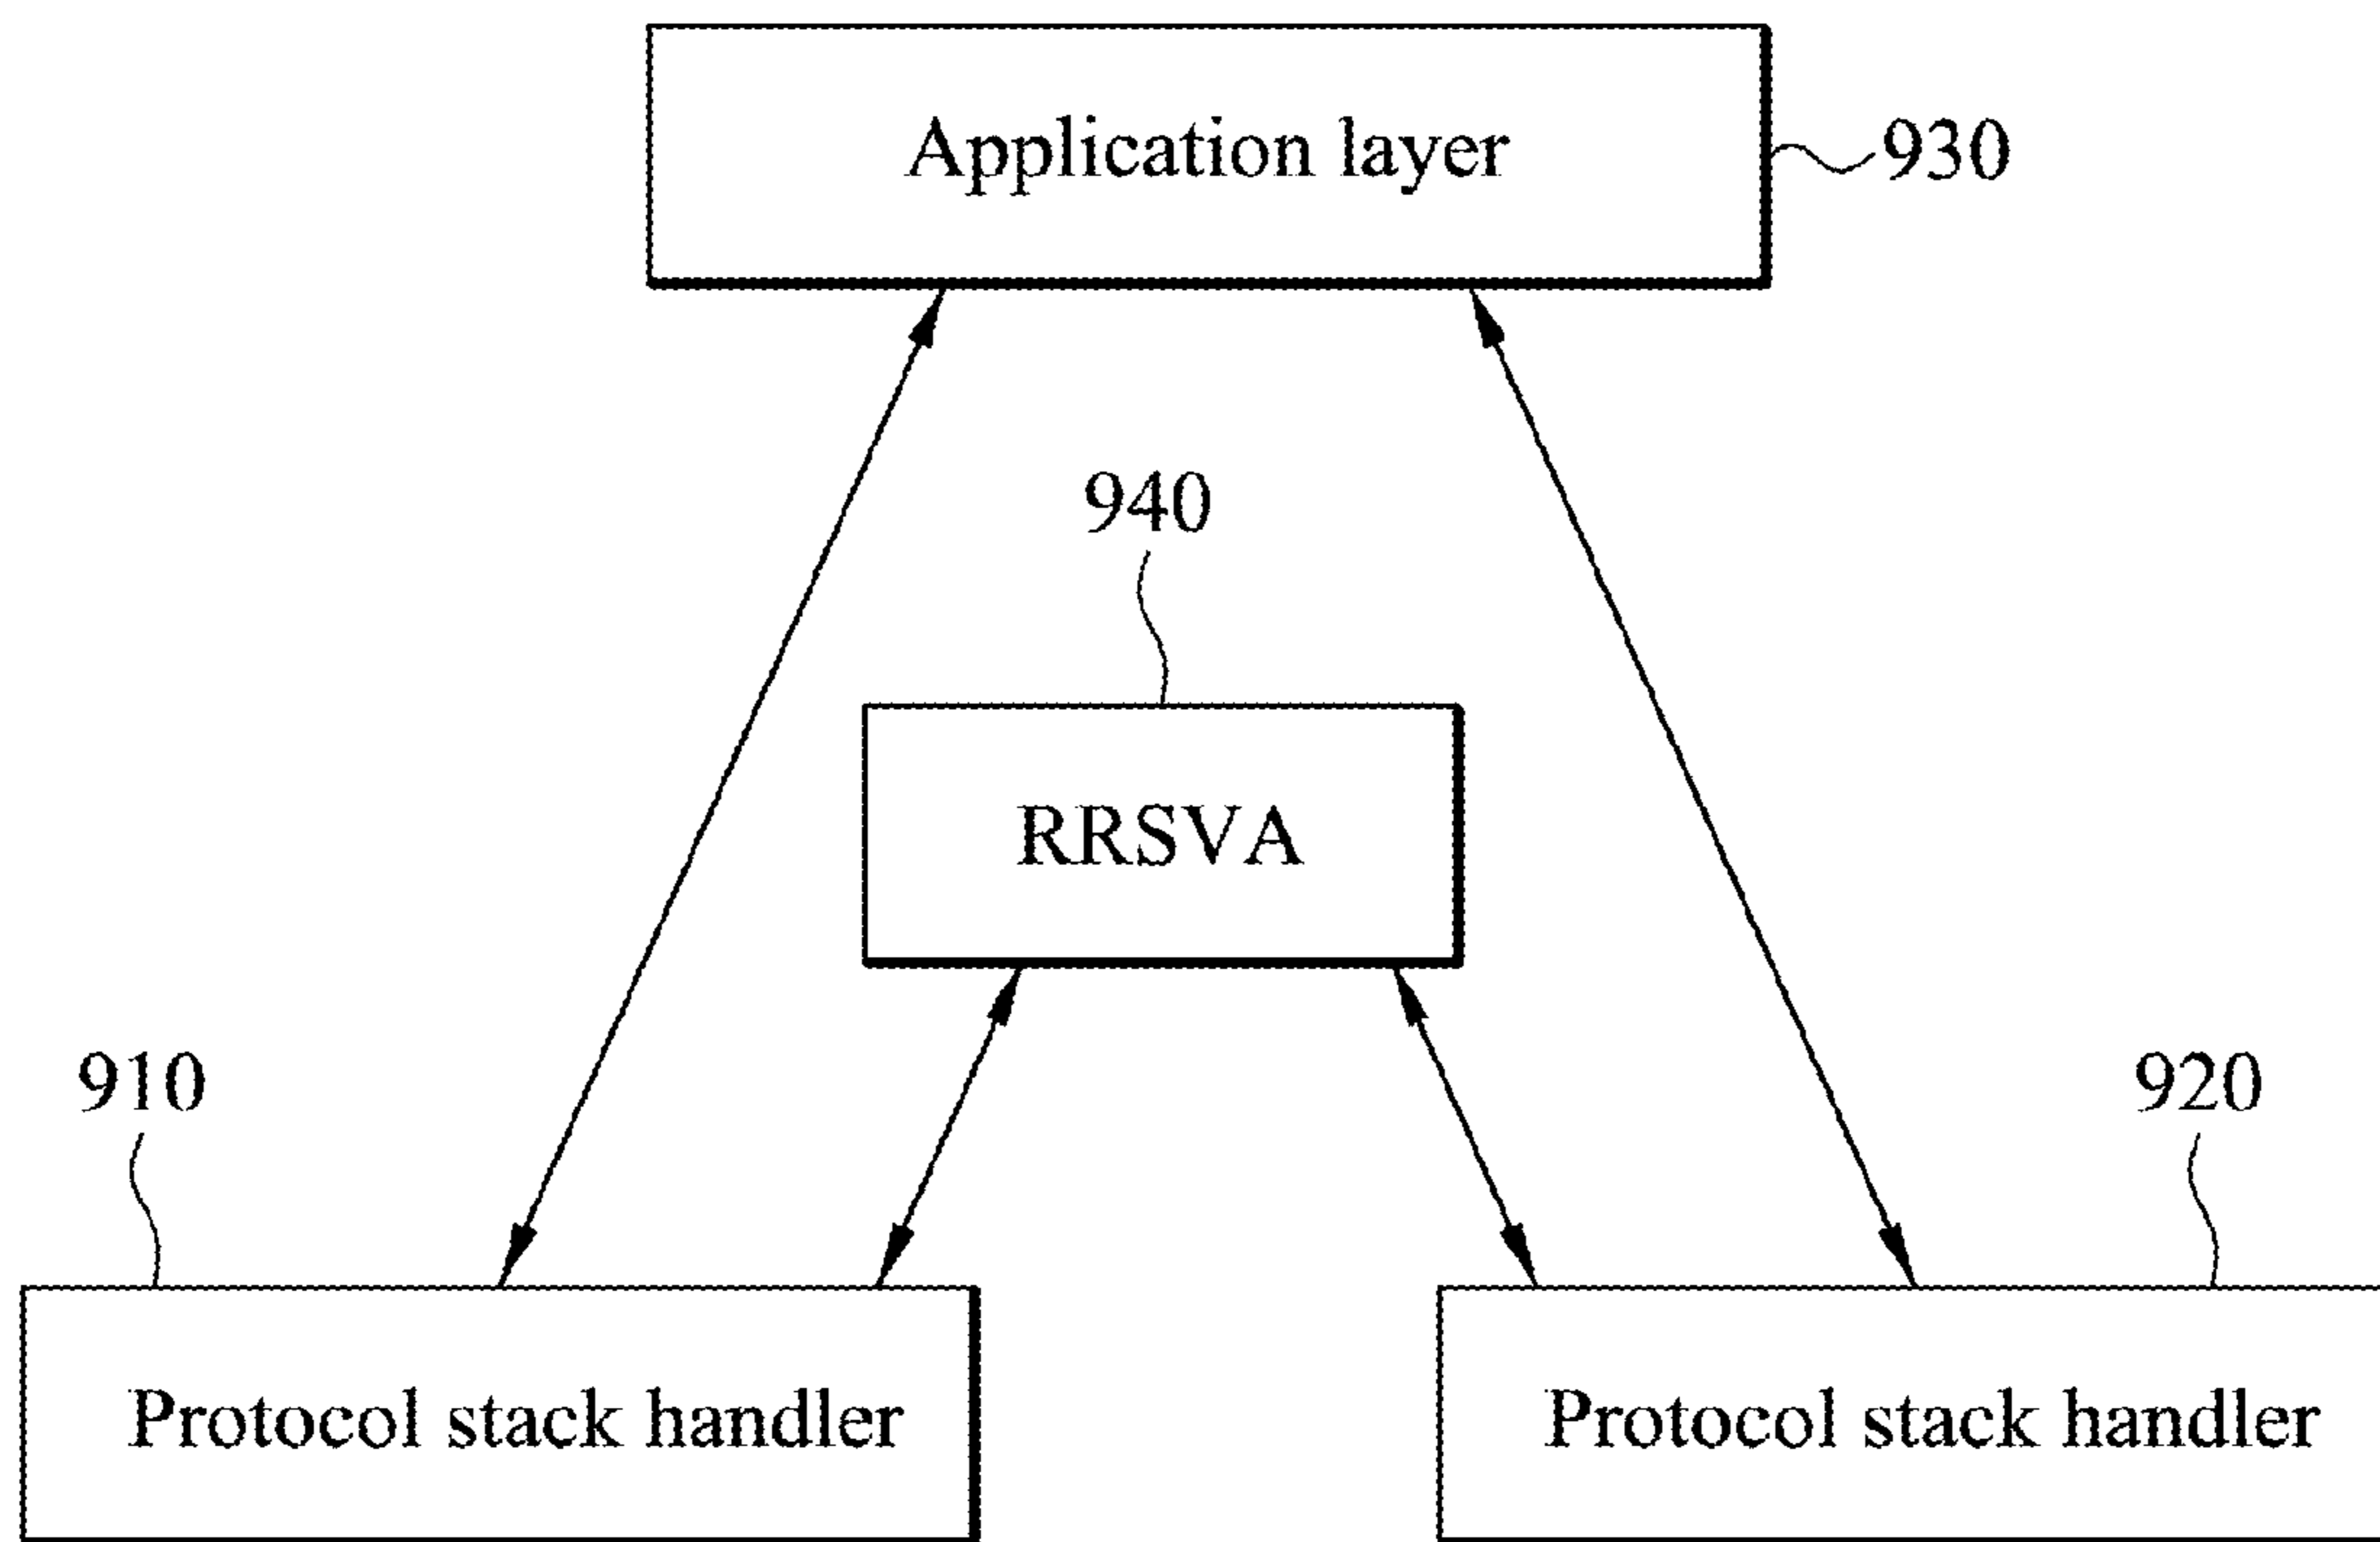 Application layer
930
940
RRSVA
910
920
Protocol stack handler
Protocol stack handler